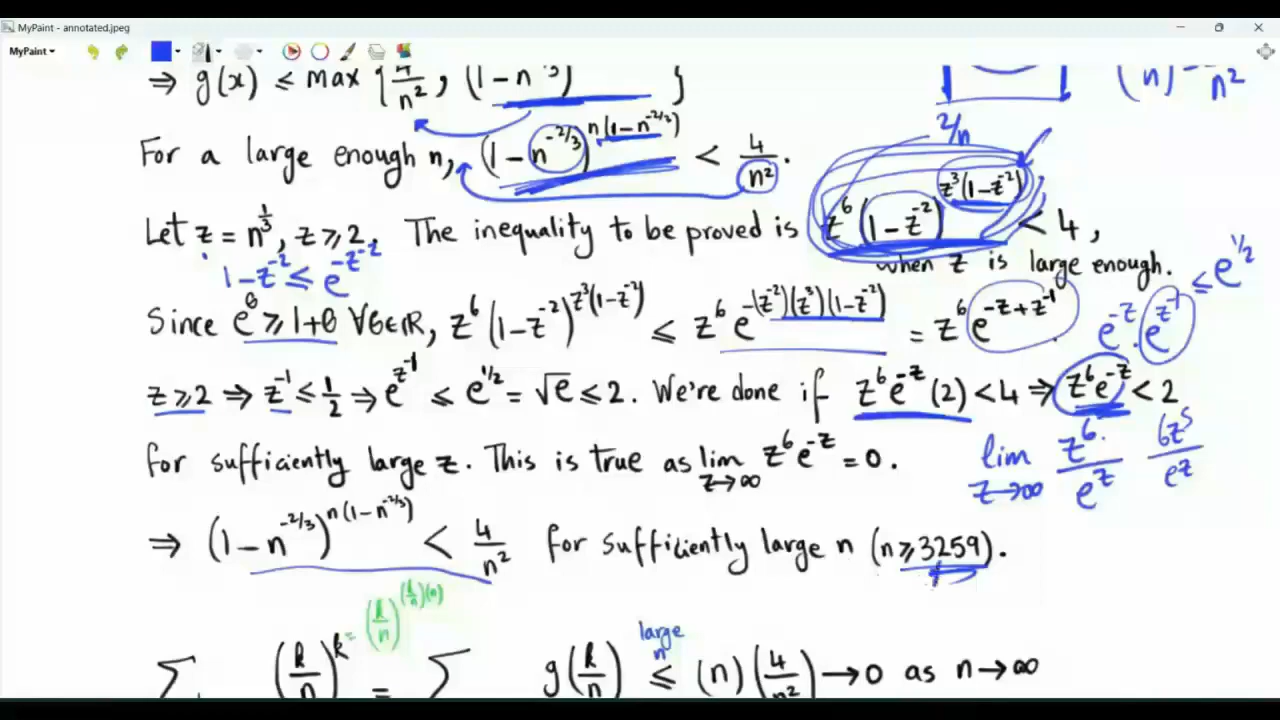 MyPaint - annotated.jpeg
MyPaint
⇒ g(x) ≤ max { 4/n², (1 - n } (n) n²
2/n
For a large enough n, (1 - n^(-2/3))^(n(1-n^(-2/3))) < 4/n².
Let z = n^(1/3), z ≥ 2. The inequality to be proved is z⁶(1 - z⁻²)^(z³(1-z⁻²)) < 4,
when z is large enough.
1 - z⁻² ≤ e^(-z⁻²)
Since e^θ ≥ 1+θ ∀θ∈ℝ, z⁶(1-z⁻²)^(z³(1-z⁻²)) ≤ z⁶ e^(-(z⁻²)(z³)(1-z⁻²)) = z⁶ e^(-z+z⁻¹). e^(-z) · e^(z⁻¹) ≤ e^(1/2)
z ≥ 2 ⇒ z⁻¹ ≤ 1/2 ⇒ e^(z⁻¹) ≤ e^(1/2) = √e ≤ 2. We're done if z⁶e^(-z)(2) < 4 ⇒ z⁶e^(-z) < 2
for sufficiently large z. This is true as lim z→∞ z⁶e^(-z) = 0. lim z→∞ z⁶/e^z 6z⁵/e^z
⇒ (1 - n^(-2/3))^(n(1-n^(-2/3))) < 4/n² for sufficiently large n (n ≥ 3259).
= (k/n)^((k/n)(n))
large n
Σ (k/n)^k = Σ g(k/n) ≤ (n)(4/n²) → 0 as n → ∞